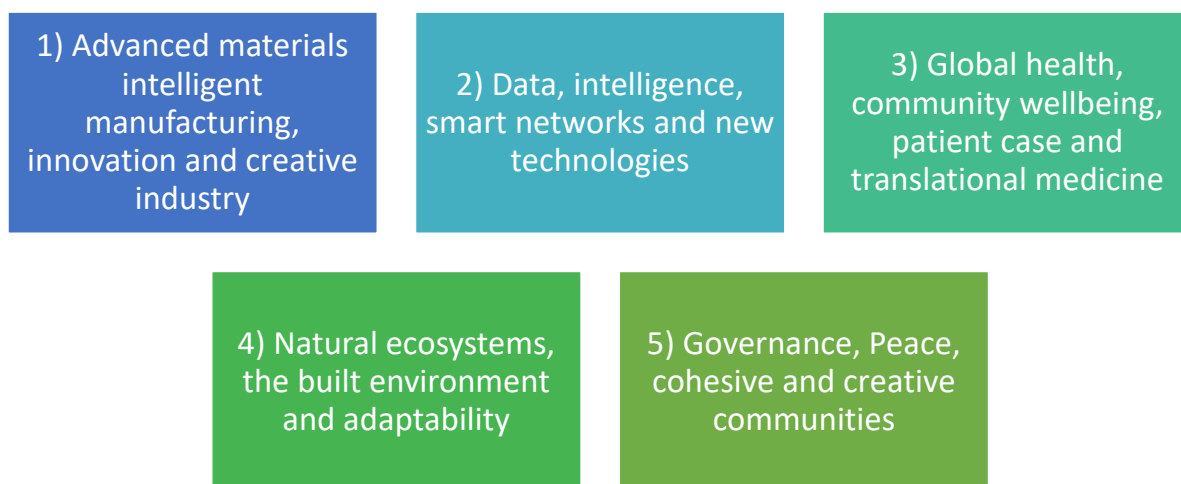 1) Advanced materials
intelligent
manufacturing,
innovation and creative
industry
2) Data, intelligence,
smart networks and new
technologies
3) Global health,
community wellbeing,
patient case and
translational medicine
4) Natural ecosystems,
the built environment
and adaptability
5) Governance, Peace,
cohesive and creative
communities